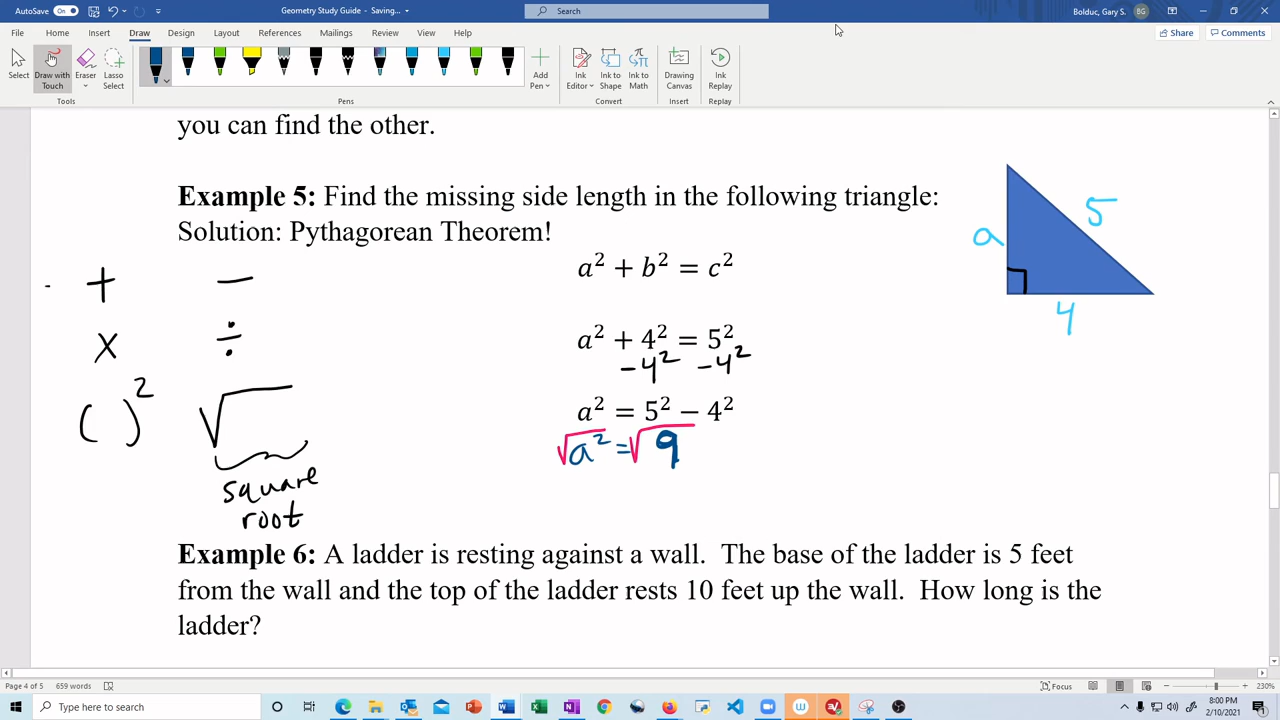 AutoSave On Geometry Study Guide - Saving... Search Bolduc, Gary S. GB
File Home Insert Draw Design Layout References Mailings Review View Help Share Comments
Select Draw with Touch Eraser Lasso Select Add Pen Ink Editor Ink to Shape Ink to Math Drawing Canvas Ink Replay
Tools Pens Convert Insert Replay
you can find the other.
Example 5: Find the missing side length in the following triangle:
Solution: Pythagorean Theorem!
a 5
4
+ −
x ÷
( )² √
square
root
a² + b² = c²
a² + 4² = 5²
-4² -4²
a² = 5² − 4²
√a² = √9
Example 6: A ladder is resting against a wall. The base of the ladder is 5 feet
from the wall and the top of the ladder rests 10 feet up the wall. How long is the
ladder?
Page 4 of 5 659 words Focus 230%
Type here to search 8:00 PM
2/10/2021